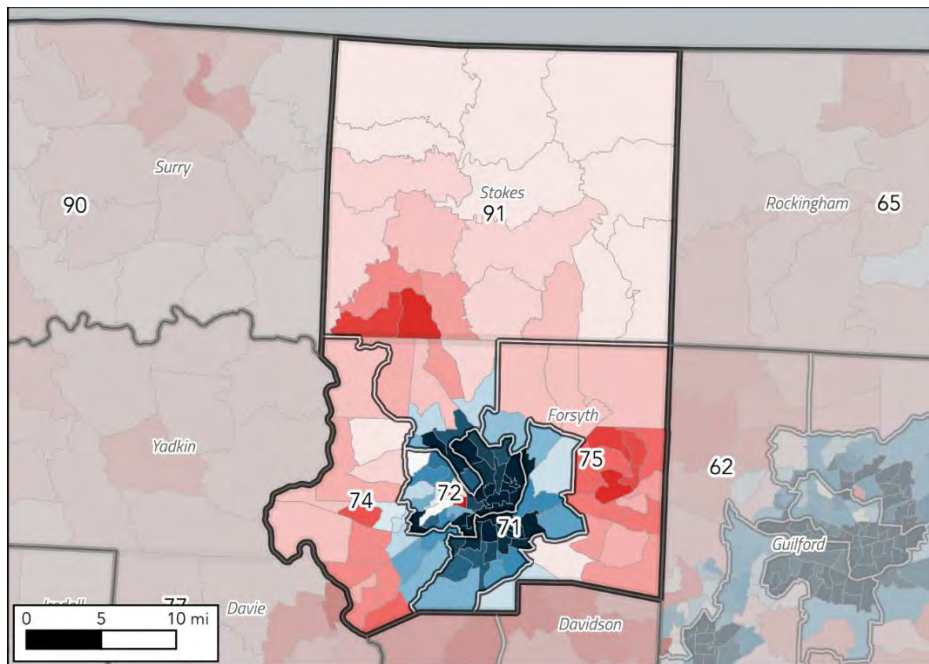 Surry
Stokes
90
91
Rockingham
65
Forsyth
Yadkin
75
62
74
72
71
Guilford
77
Davie
0 5 10 mi
Davidson